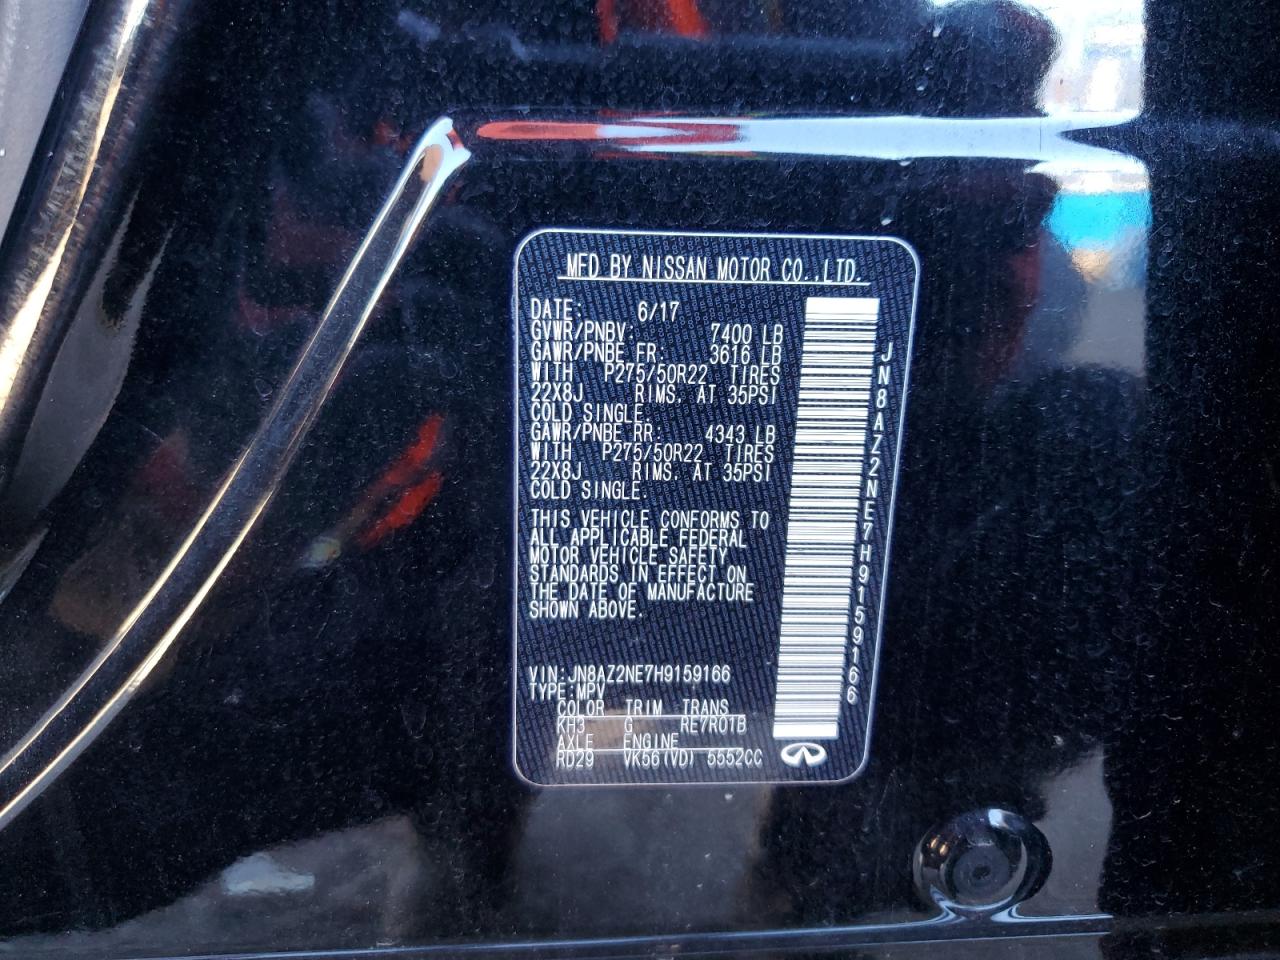 MFD BY NISSAN MOTOR CO.,LTD.
DATE: 6/17
GVWR/PNBV: 7400 LB
GAWR/PNBE FR: 3616 LB
WITH P275/50R22 TIRES
22X8J RIMS. AT 35PSI
COLD SINGLE.
GAWR/PNBE RR: 4343 LB
WITH P275/50R22 TIRES
22X8J RIMS. AT 35PSI
COLD SINGLE.
THIS VEHICLE CONFORMS TO
ALL APPLICABLE FEDERAL
MOTOR VEHICLE SAFETY
STANDARDS IN EFFECT ON
THE DATE OF MANUFACTURE
SHOWN ABOVE.
VIN:JN8AZ2NE7H9159166
TYPE:MPV
COLOR TRIM TRANS
KH3 G RE7R01B
AXLE ENGINE
RD29 VK56(VD) 5552CC
JN8AZ2NE7H9159166